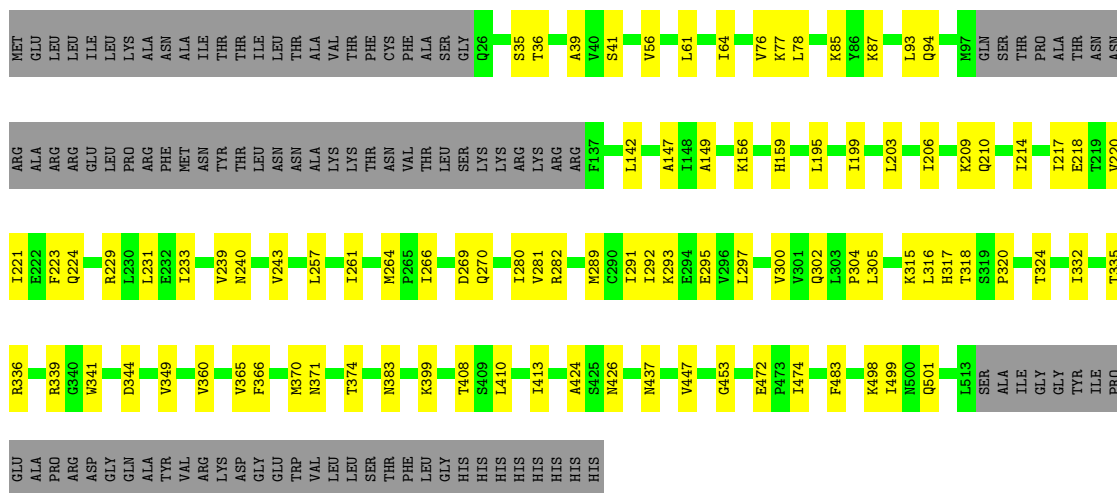 MET GLU LEU LEU LEU ILE LEU LYS ALA ASN ALA ILE THR THR ILE LEU THR ALA VAL THR PHE CYS PHE ALA SER GLY Q26 S35 T36 A39 V40 S41 V56 L61 I64 V76 K77 L78 K85 Y86 K87 L93 Q94 M97 GLN SER THR PRO ALA THR ASN ASN
ARG ALA ARG ARG GLU LEU PRO ARG PHE MET ASN TYR THR LEU ASN ASN ALA LYS LYS THR ASN VAL THR LEU SER LYS LYS ARG LYS ARG ARG F137 L142 A147 I148 A149 K156 H159 L195 I199 L203 I206 K209 Q210 I214 I217 E218 T219 V220
I221 E222 F223 Q224 R229 L230 L231 E232 I233 V239 N240 V243 L257 I261 M264 P265 I266 D269 Q270 I280 V281 R282 M289 C290 I291 I292 K293 E294 E295 V296 L297 V300 V301 Q302 L303 P304 L305 K315 L316 H317 T318 S319 P320 T324 I332 T335
R336 R339 G340 W341 D344 V349 V360 V365 F366 M370 N371 T374 N383 K399 T408 S409 L410 I413 A424 S425 N426 N437 V447 G453 E472 P473 I474 F483 K498 I499 N500 Q501 L513 SER ALA ILE GLY GLY TYR ILE PRO
GLU ALA PRO ARG ASP GLY GLN ALA TYR VAL ARG LYS ASP GLY GLU TRP VAL LEU LEU SER THR PHE LEU GLY HIS HIS HIS HIS HIS HIS